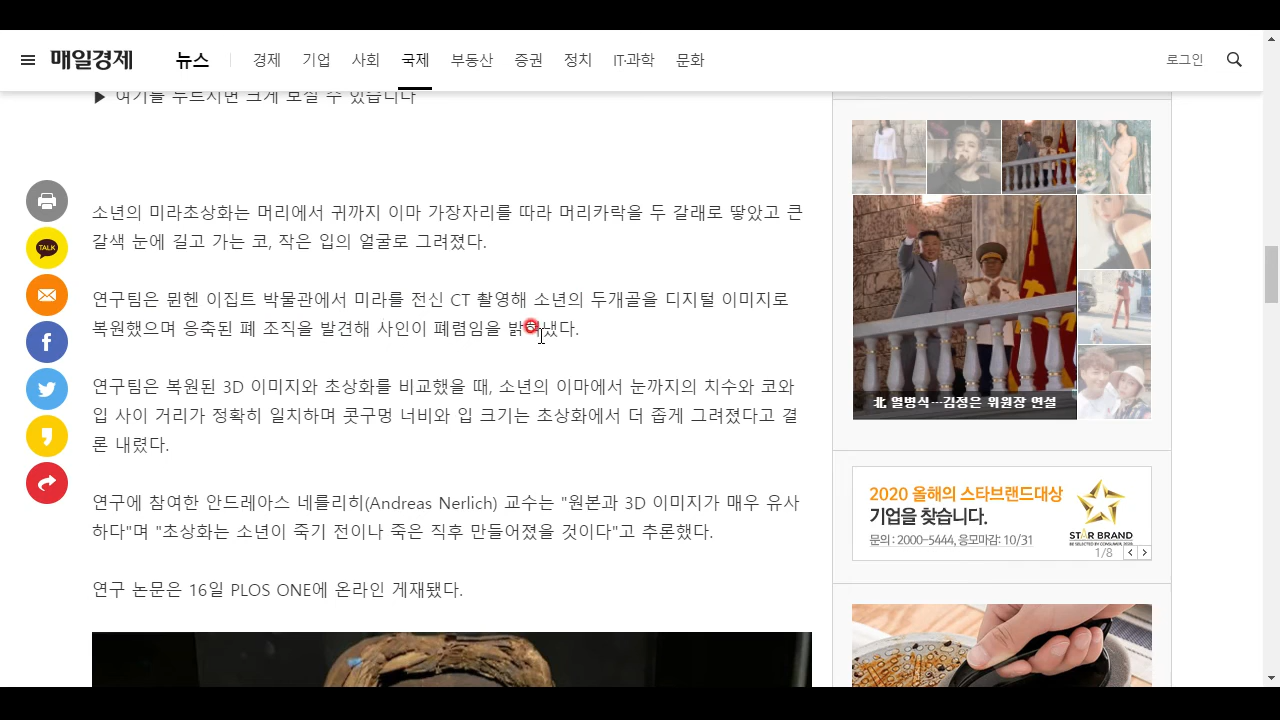 매일경제
뉴스
경제 기업 사회 국제 부동산 증권 정치 IT·과학 문화
로그인
▶ 여기를 누르시면 크게 보실 수 있습니다
소년의 미라초상화는 머리에서 귀까지 이마 가장자리를 따라 머리카락을 두 갈래로 땋았고 큰
갈색 눈에 길고 가는 코, 작은 입의 얼굴로 그려졌다.
연구팀은 뮌헨 이집트 박물관에서 미라를 전신 CT 촬영해 소년의 두개골을 디지털 이미지로
복원했으며 응축된 폐 조직을 발견해 사인이 폐렴임을 밝혀냈다.
연구팀은 복원된 3D 이미지와 초상화를 비교했을 때, 소년의 이마에서 눈까지의 치수와 코와
입 사이 거리가 정확히 일치하며 콧구멍 너비와 입 크기는 초상화에서 더 좁게 그려졌다고 결
론 내렸다.
연구에 참여한 안드레아스 네를리히(Andreas Nerlich) 교수는 "원본과 3D 이미지가 매우 유사
하다"며 "초상화는 소년이 죽기 전이나 죽은 직후 만들어졌을 것이다"고 추론했다.
연구 논문은 16일 PLOS ONE에 온라인 게재됐다.
TALK
北 열병식…김정은 위원장 연설
2020 올해의 스타브랜드대상
기업을 찾습니다.
문의 : 2000-5444, 응모마감: 10/31
STAR BRAND
1/8